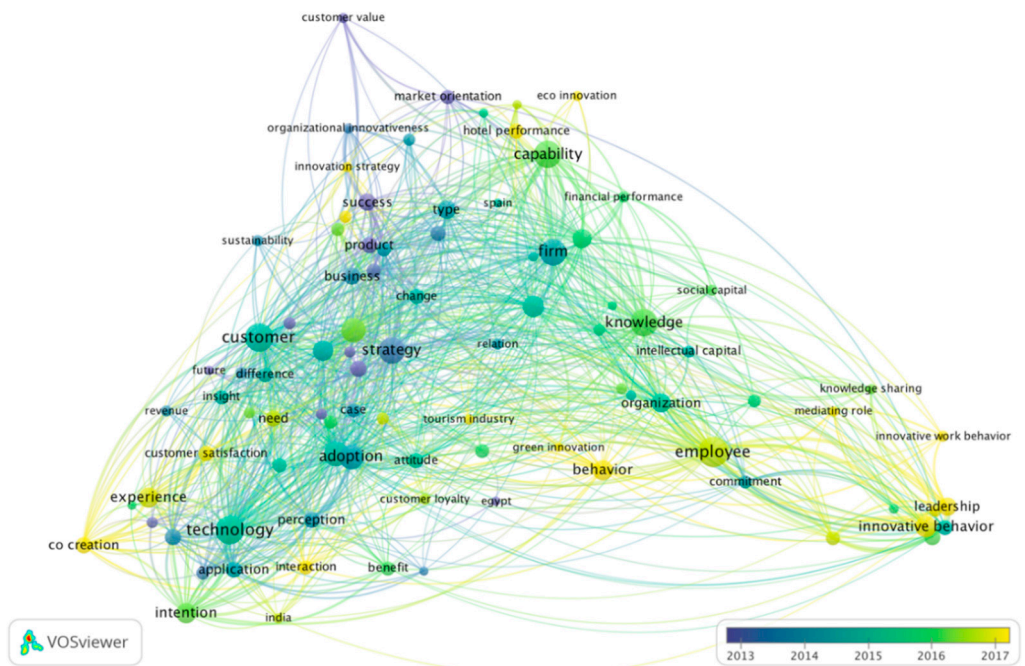 customer value
market orientation
eco innovation
organizational innovativeness
hotel performance
capability
innovation strategy
success
type
spain
financial performance
sustainability
product
firm
business
change
social capital
customer
knowledge
strategy
relation
intellectual capital
future
difference
insight
knowledge sharing
revenue
case
organization
mediating role
need
tourism industry
innovative work behavior
customer satisfaction
adoption
attitude
green innovation
employee
behavior
commitment
experience
customer loyalty
egypt
leadership
technology
perception
innovative behavior
co creation
application
interaction
benefit
intention
india
VOSviewer
2013 2014 2015 2016 2017